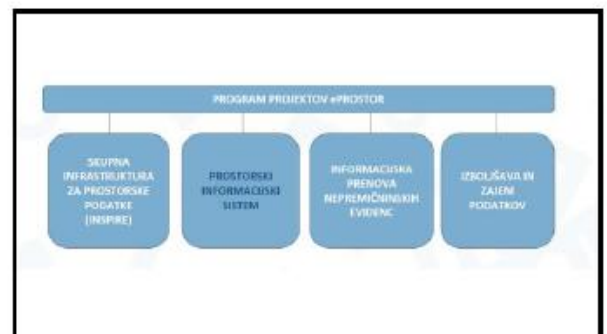 PROGRAM PROJEKTOV ePROSTOR
SKUPNA
INFRASTRUKTURA
ZA PROSTORSKE
PODATKE
(INSPIRE)
PROSTORSKI
INFORMACIJSKI
SISTEM
INFORMACIJSKA
PRENOVA
NEPREMIČNINSKIH
EVIDENC
IZBOLJŠAVA IN
ZAJEM
PODATKOV